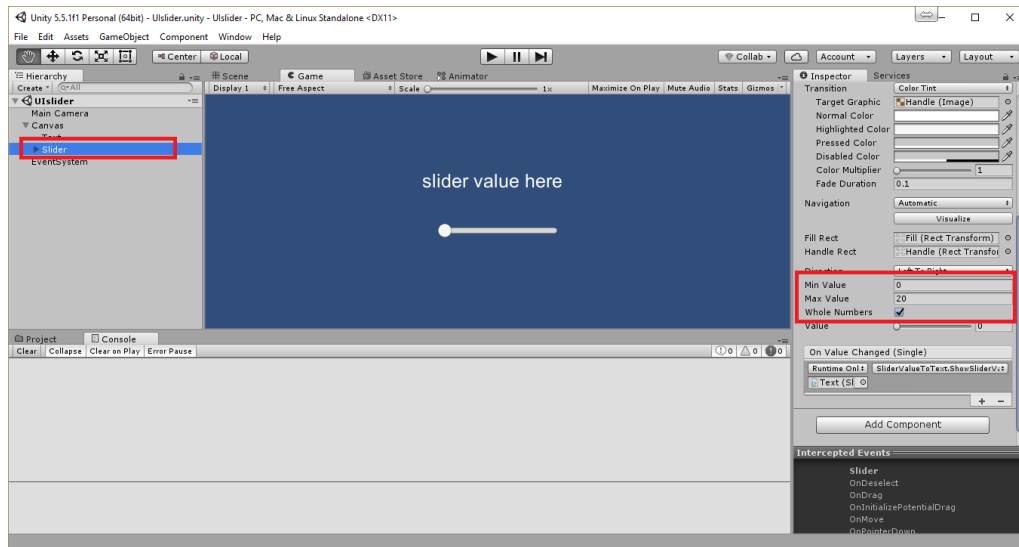 Unity 5.5.1f1 Personal (64bit) - UIslider.unity - UIslider - PC, Mac & Linux Standalone <DX11>
File Edit Assets GameObject Component Window Help
Center Local Collab Account Layers Layout
Hierarchy
Create All
UIslider
Main Camera
Canvas
Text
Slider
EventSystem
Scene Game Asset Store Animator
Display 1 Free Aspect Scale 1x Maximize On Play Mute Audio Stats Gizmos
slider value here
Inspector Services
Transition Color Tint
Target Graphic Handle (Image)
Normal Color
Highlighted Color
Pressed Color
Disabled Color
Color Multiplier 1
Fade Duration 0.1
Navigation Automatic
Visualize
Fill Rect Fill (Rect Transform)
Handle Rect Handle (Rect Transfor
Direction Left To Right
Min Value 0
Max Value 20
Whole Numbers
Value 0
On Value Changed (Single)
Runtime Onl SliderValueToText.ShowSliderV
Text (Sl
+ -
Add Component
Intercepted Events
Slider
OnDeselect
OnDrag
OnInitializePotentialDrag
OnMove
OnPointerDown
Project Console
Clear Collapse Clear on Play Error Pause 0 0 0